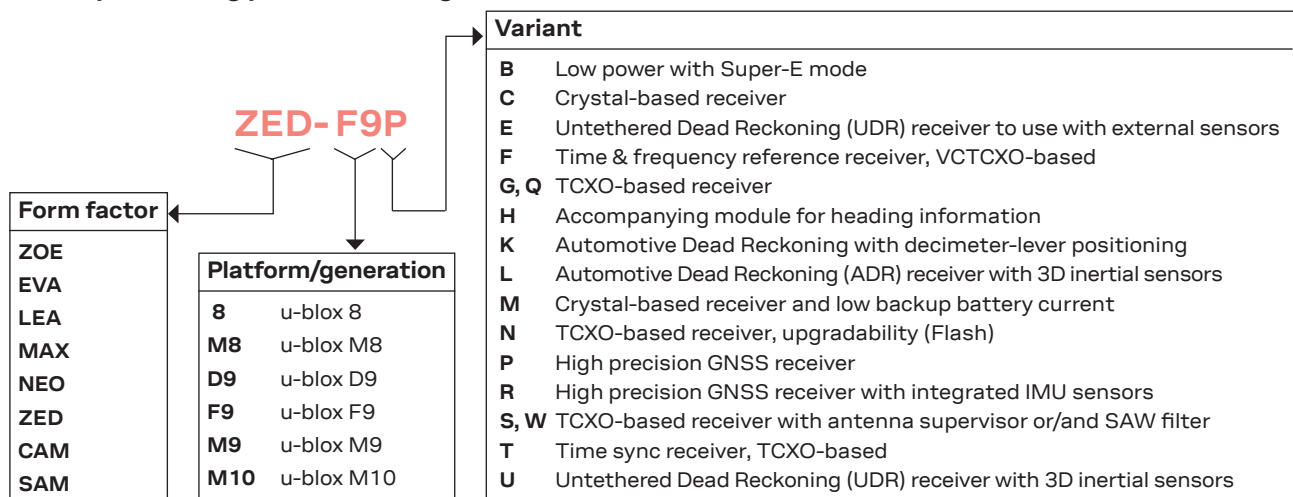 ZED-F9P
Form factor
ZOE
EVA
LEA
MAX
NEO
ZED
CAM
SAM
Platform/generation
8 u-blox 8
M8 u-blox M8
D9 u-blox D9
F9 u-blox F9
M9 u-blox M9
M10 u-blox M10
Variant
B Low power with Super-E mode
C Crystal-based receiver
E Untethered Dead Reckoning (UDR) receiver to use with external sensors
F Time & frequency reference receiver, VCTCXO-based
G, Q TCXO-based receiver
H Accompanying module for heading information
K Automotive Dead Reckoning with decimeter-lever positioning
L Automotive Dead Reckoning (ADR) receiver with 3D inertial sensors
M Crystal-based receiver and low backup battery current
N TCXO-based receiver, upgradability (Flash)
P High precision GNSS receiver
R High precision GNSS receiver with integrated IMU sensors
S, W TCXO-based receiver with antenna supervisor or/and SAW filter
T Time sync receiver, TCXO-based
U Untethered Dead Reckoning (UDR) receiver with 3D inertial sensors